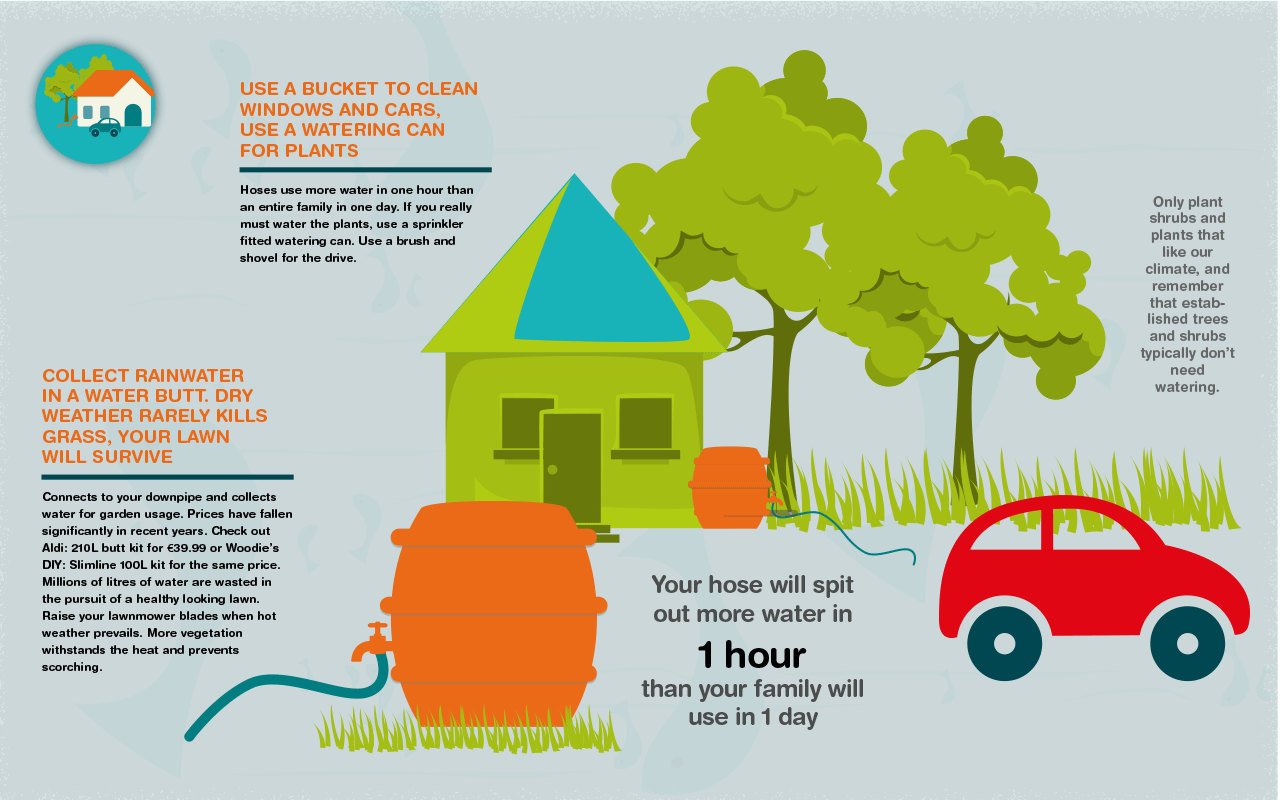 USE A BUCKET TO CLEAN
WINDOWS AND CARS,
USE A WATERING CAN
FOR PLANTS
Hoses use more water in one hour than
an entire family in one day. If you really
must water the plants, use a sprinkler
fitted watering can. Use a brush and
shovel for the drive.
Only plant
shrubs and
plants that
like our
climate, and
remember
that estab-
lished trees
and shrubs
typically don't
need
watering.
COLLECT RAINWATER
IN A WATER BUTT. DRY
WEATHER RARELY KILLS
GRASS, YOUR LAWN
WILL SURVIVE
Connects to your downpipe and collects
water for garden usage. Prices have fallen
significantly in recent years. Check out
Aldi: 210L butt kit for €39.99 or Woodie's
DIY: Slimline 100L kit for the same price.
Millions of litres of water are wasted in
the pursuit of a healthy looking lawn.
Raise your lawnmower blades when hot
weather prevails. More vegetation
withstands the heat and prevents
scorching.
Your hose will spit
out more water in
1 hour
than your family will
use in 1 day